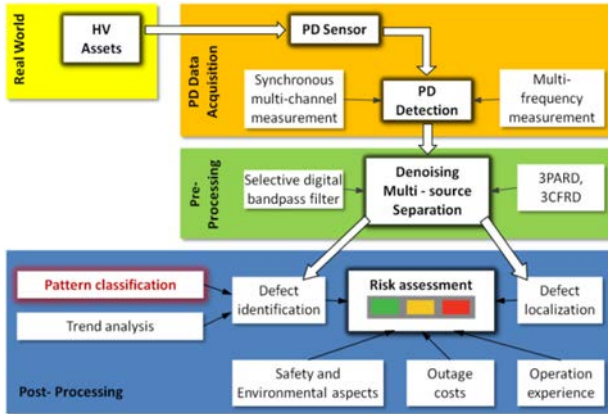 Real World
HV
Assets
PD Data
Acquisition
PD Sensor
Synchronous
multi-channel
measurement
PD
Detection
Multi-
frequency
measurement
Pre-
Processing
Selective digital
bandpass filter
Denoising
Multi - source
Separation
3PARD,
3CFRD
Pattern classification
Trend analysis
Defect
identification
Risk assessment
Defect
localization
Safety and
Environmental aspects
Outage
costs
Operation
experience
Post- Processing